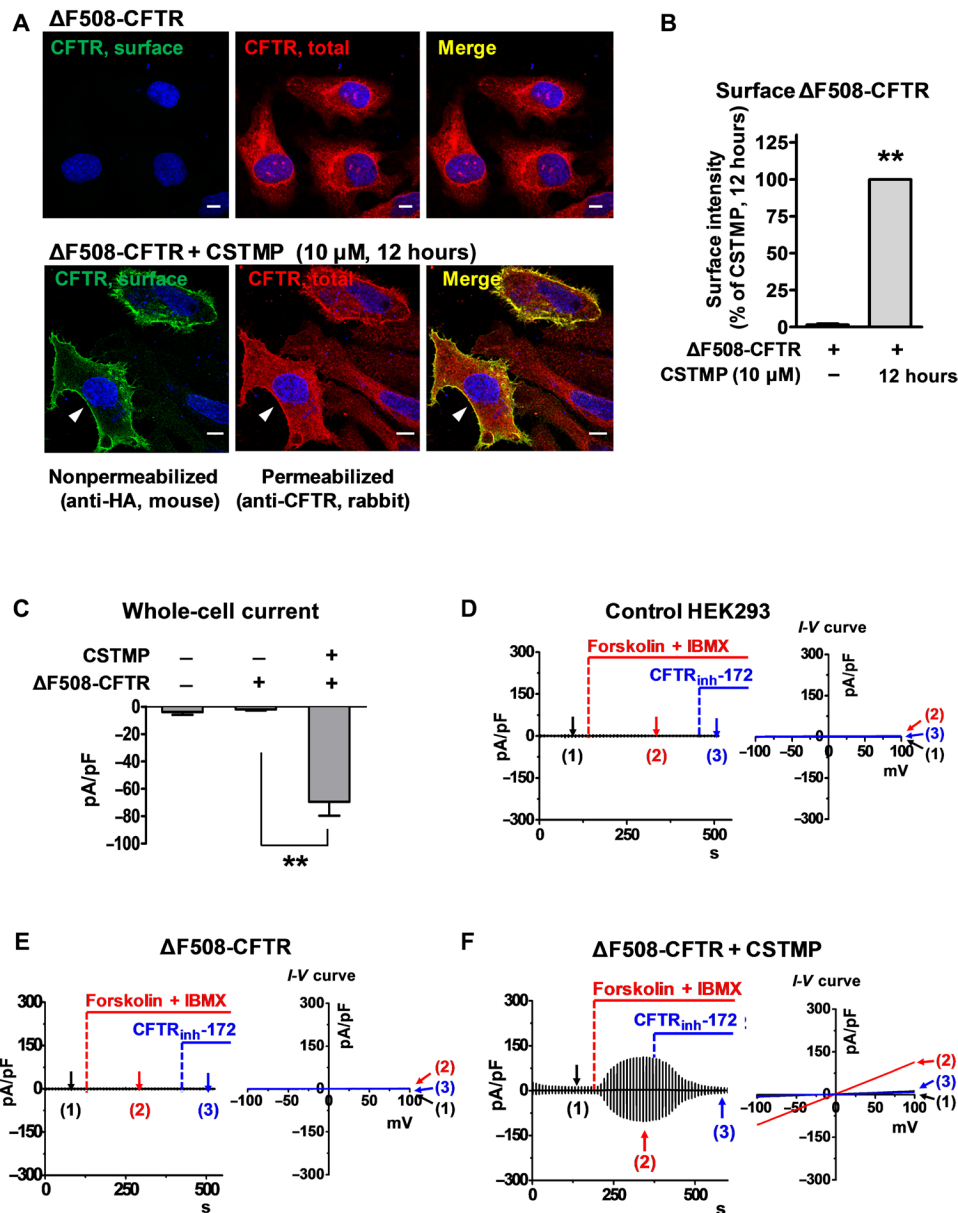 A
ΔF508-CFTR
CFTR, surface
CFTR, total
Merge
ΔF508-CFTR + CSTMP (10 μM, 12 hours)
CFTR, surface
CFTR, total
Merge
Nonpermeabilized
(anti-HA, mouse)
Permeabilized
(anti-CFTR, rabbit)
B
Surface ΔF508-CFTR
Surface intensity
(% of CSTMP, 12 hours)
125
100
75
50
25
0
**
ΔF508-CFTR + +
CSTMP (10 μM) – 12 hours
C
Whole-cell current
CSTMP – – +
ΔF508-CFTR – + +
pA/pF
0
–20
–40
–60
–80
–100
**
D
Control HEK293
Forskolin + IBMX
CFTRinh-172
pA/pF
300
150
0
–150
–300
(1)
(2)
(3)
0 250 500
s
I-V curve
pA/pF
300
150
0
–150
–300
–100 –50 50 100
mV
(2)
(3)
(1)
E
ΔF508-CFTR
Forskolin + IBMX
CFTRinh-172
pA/pF
300
150
0
–150
–300
(1)
(2)
(3)
0 250 500
s
I-V curve
pA/pF
300
150
0
–150
–300
–100 –50 50 100
mV
(2)
(3)
(1)
F
ΔF508-CFTR + CSTMP
Forskolin + IBMX
CFTRinh-172
pA/pF
300
150
0
–150
–300
(1)
(2)
(3)
0 250 500
s
I-V curve
pA/pF
300
150
0
–150
–300
–100 –50 50 100
mV
(2)
(3)
(1)